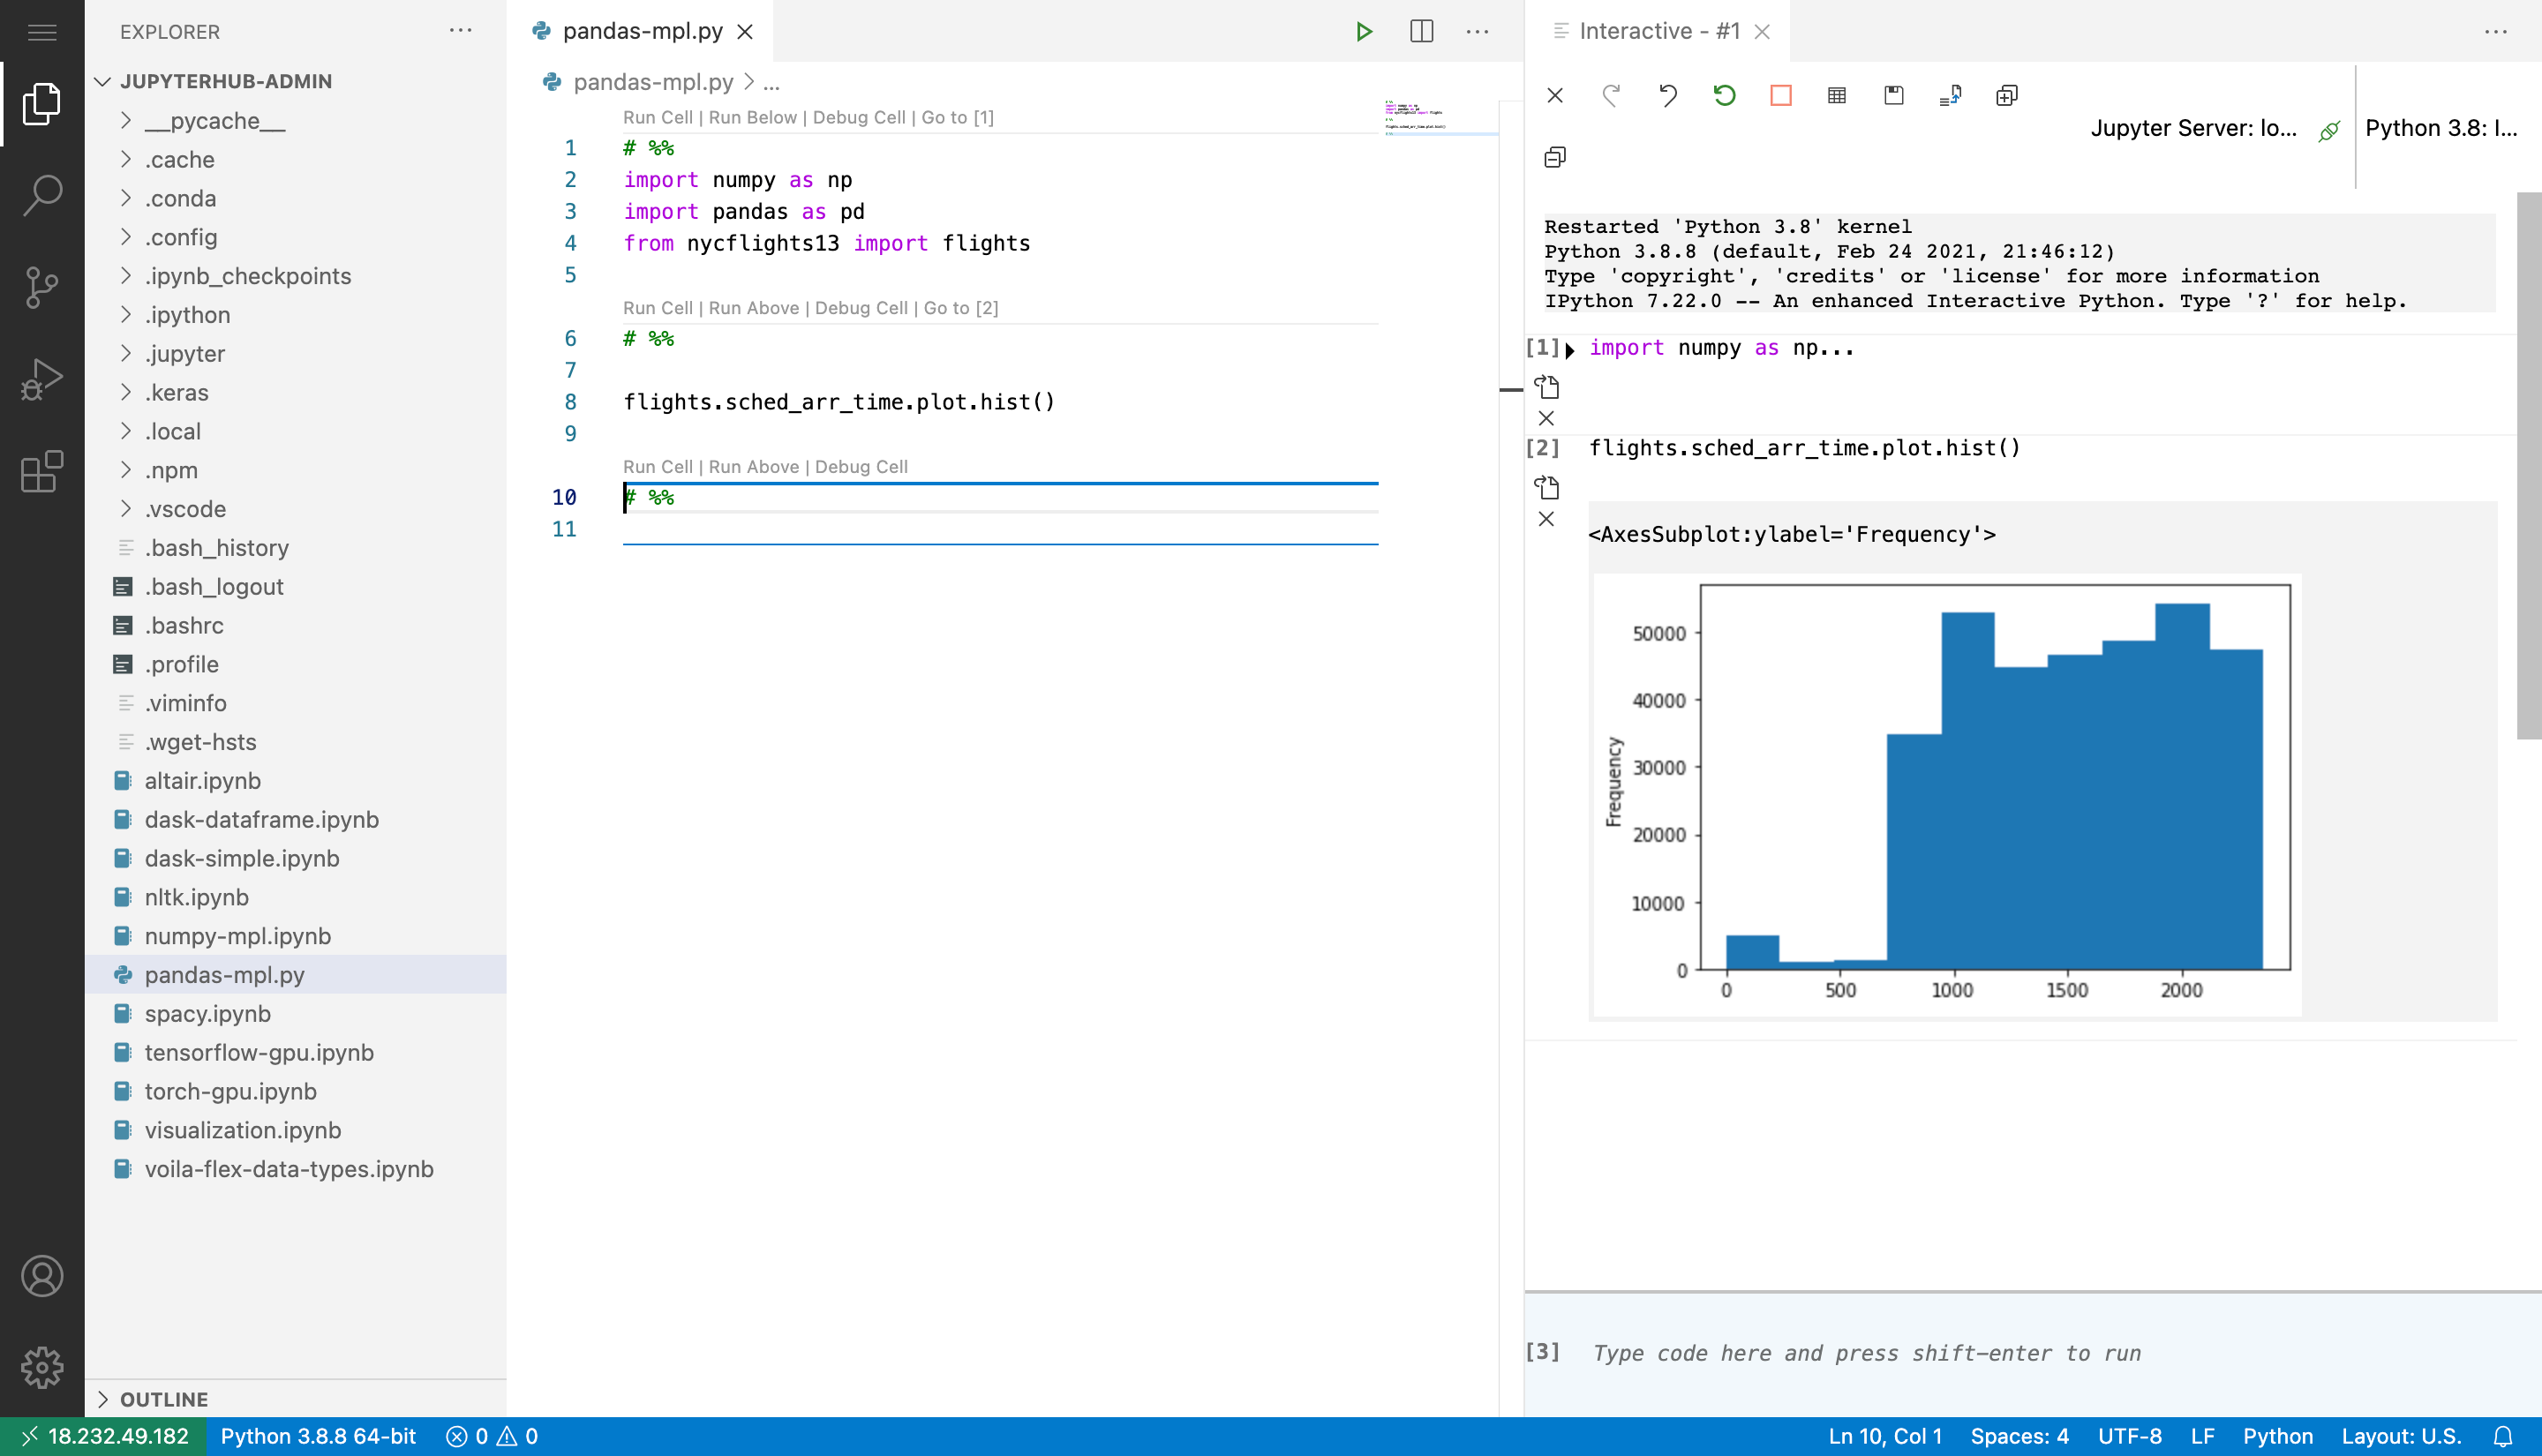 EXPLORER
JUPYTERHUB-ADMIN
__pycache__
.cache
.conda
.config
.ipynb_checkpoints
.ipython
.jupyter
.keras
.local
.npm
.vscode
.bash_history
.bash_logout
.bashrc
.profile
.viminfo
.wget-hsts
altair.ipynb
dask-dataframe.ipynb
dask-simple.ipynb
nltk.ipynb
numpy-mpl.ipynb
pandas-mpl.py
spacy.ipynb
tensorflow-gpu.ipynb
torch-gpu.ipynb
visualization.ipynb
voila-flex-data-types.ipynb
OUTLINE
pandas-mpl.py
pandas-mpl.py > ...
Run Cell | Run Below | Debug Cell | Go to [1]
1 # %%
2 import numpy as np
3 import pandas as pd
4 from nycflights13 import flights
5
Run Cell | Run Above | Debug Cell | Go to [2]
6 # %%
7
8 flights.sched_arr_time.plot.hist()
9
Run Cell | Run Above | Debug Cell
10 # %%
11
Interactive - #1
Jupyter Server: lo...
Python 3.8: I...
Restarted 'Python 3.8' kernel
Python 3.8.8 (default, Feb 24 2021, 21:46:12)
Type 'copyright', 'credits' or 'license' for more information
IPython 7.22.0 -- An enhanced Interactive Python. Type '?' for help.
[1] import numpy as np...
[2] flights.sched_arr_time.plot.hist()
<AxesSubplot:ylabel='Frequency'>
50000
40000
30000
20000
10000
0
Frequency
0 500 1000 1500 2000
[3] Type code here and press shift-enter to run
18.232.49.182 Python 3.8.8 64-bit 0 0 Ln 10, Col 1 Spaces: 4 UTF-8 LF Python Layout: U.S.